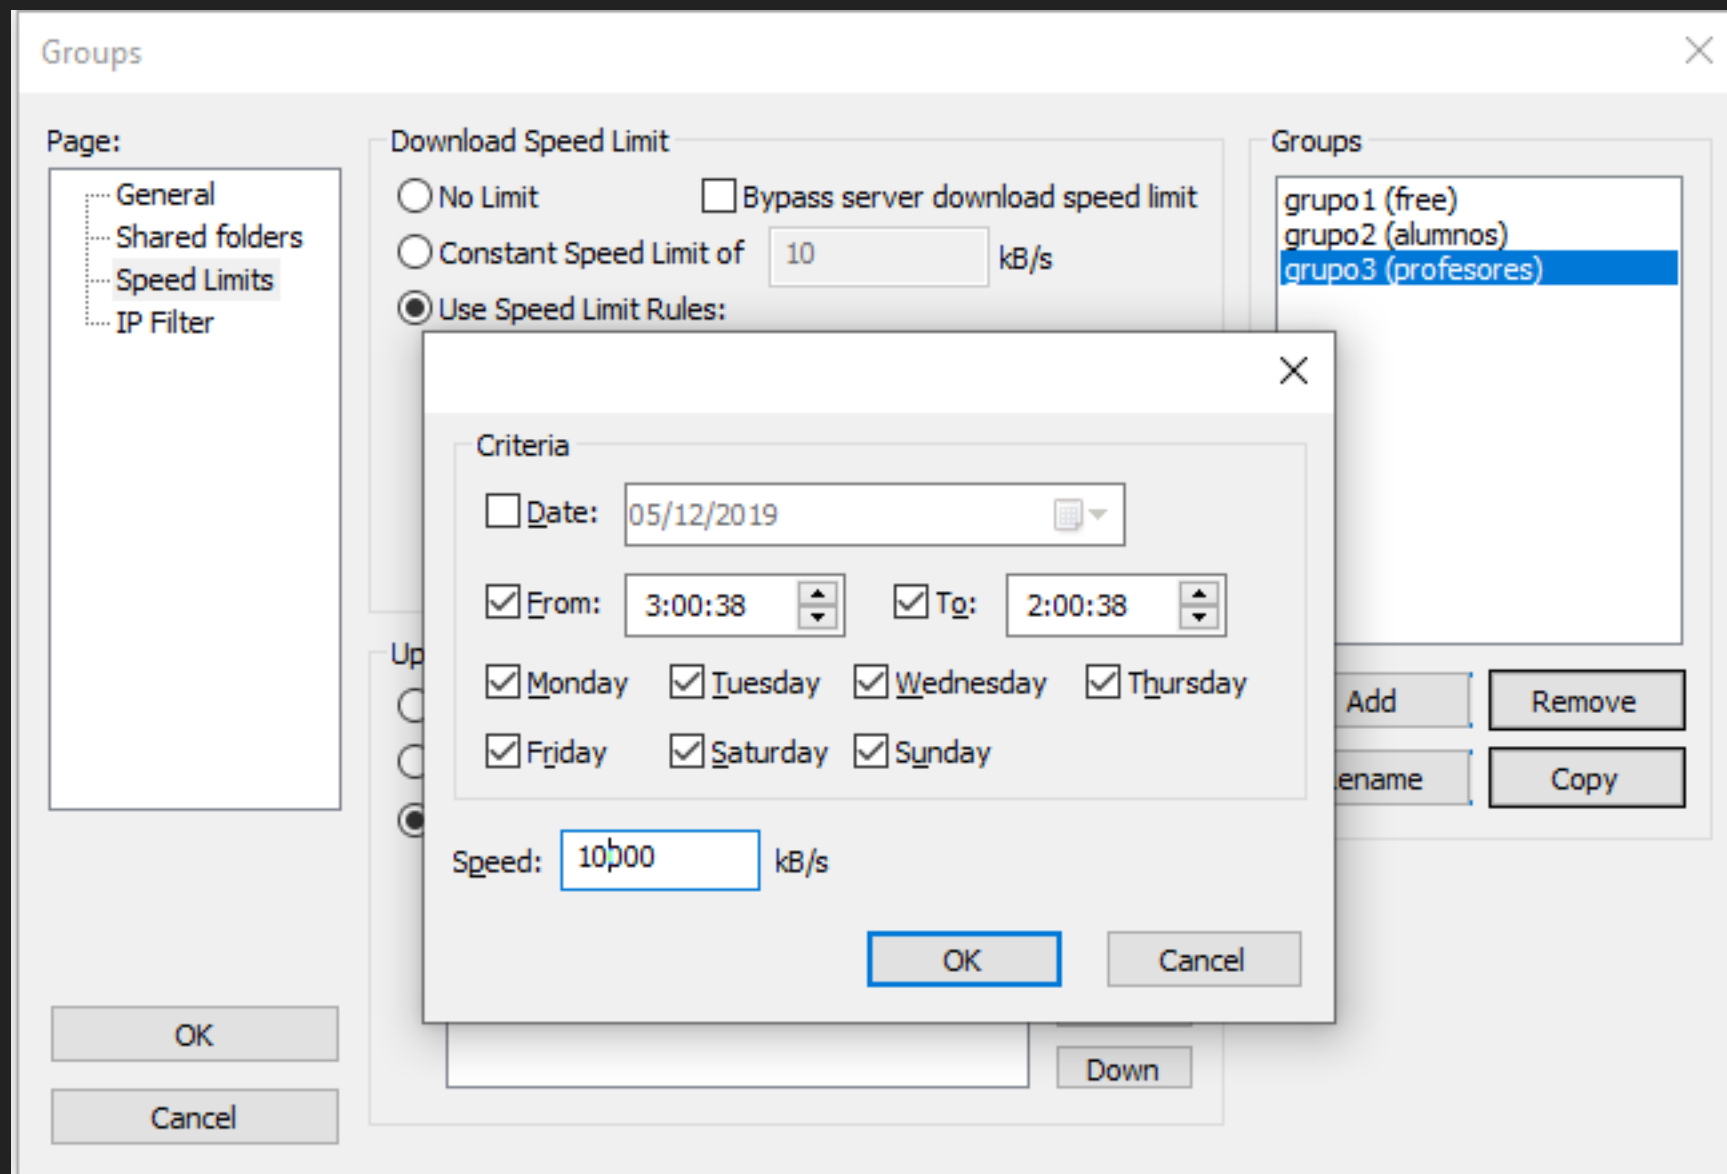 Groups
Page:
General
Shared folders
Speed Limits
IP Filter
OK
Cancel
Download Speed Limit
No Limit
Bypass server download speed limit
Constant Speed Limit of 10 kB/s
Use Speed Limit Rules:
Up
Down
Criteria
Date: 05/12/2019
From: 3:00:38 To: 2:00:38
Monday Tuesday Wednesday Thursday
Friday Saturday Sunday
Speed: 10000 kB/s
OK Cancel
Groups
grupo1 (free)
grupo2 (alumnos)
grupo3 (profesores)
Add Remove
ename Copy